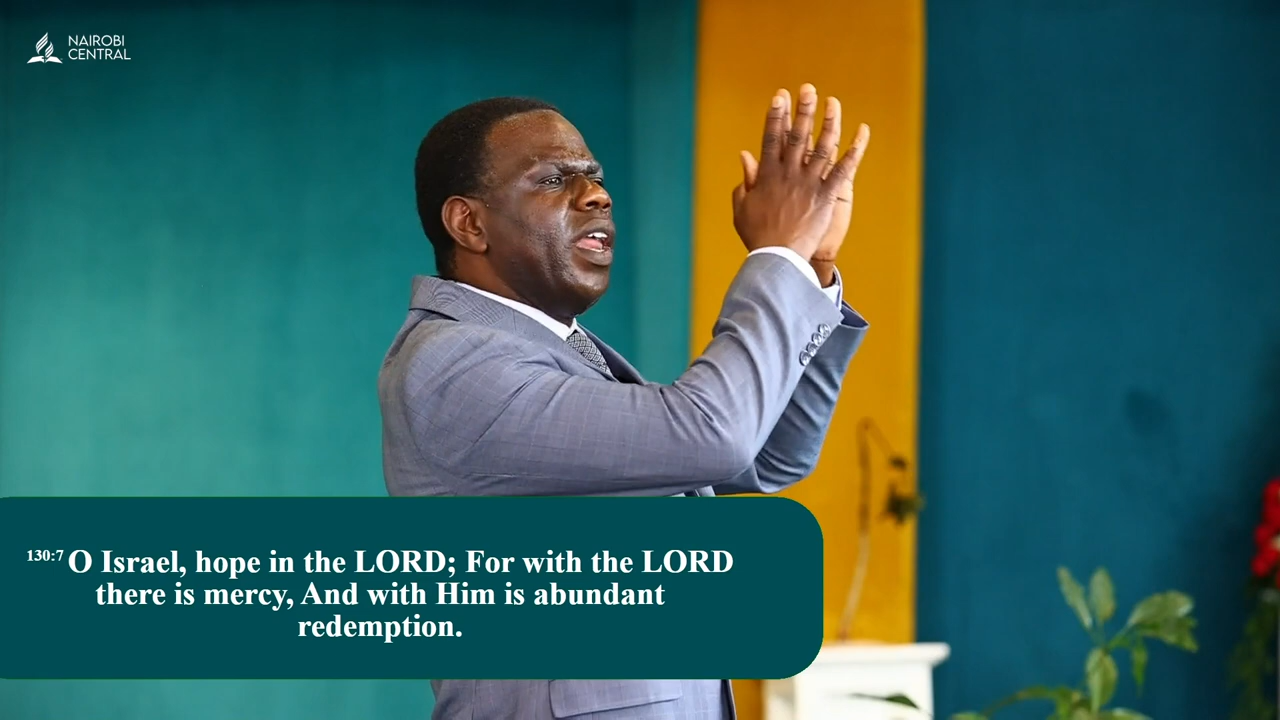 NAIROBI
CENTRAL
130:7 O Israel, hope in the LORD; For with the LORD
there is mercy, And with Him is abundant
redemption.